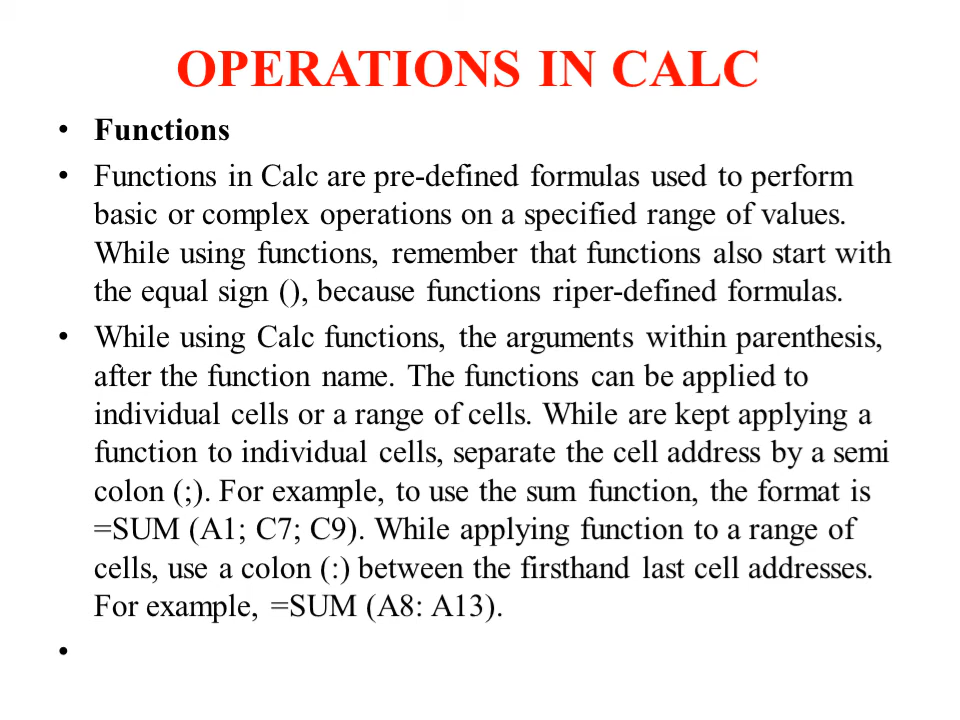 OPERATIONS IN CALC
• Functions
• Functions in Calc are pre-defined formulas used to perform
basic or complex operations on a specified range of values.
While using functions, remember that functions also start with
the equal sign (), because functions riper-defined formulas.
• While using Calc functions, the arguments within parenthesis,
after the function name. The functions can be applied to
individual cells or a range of cells. While are kept applying a
function to individual cells, separate the cell address by a semi
colon (;). For example, to use the sum function, the format is
=SUM (A1; C7; C9). While applying function to a range of
cells, use a colon (:) between the firsthand last cell addresses.
For example, =SUM (A8: A13).
•